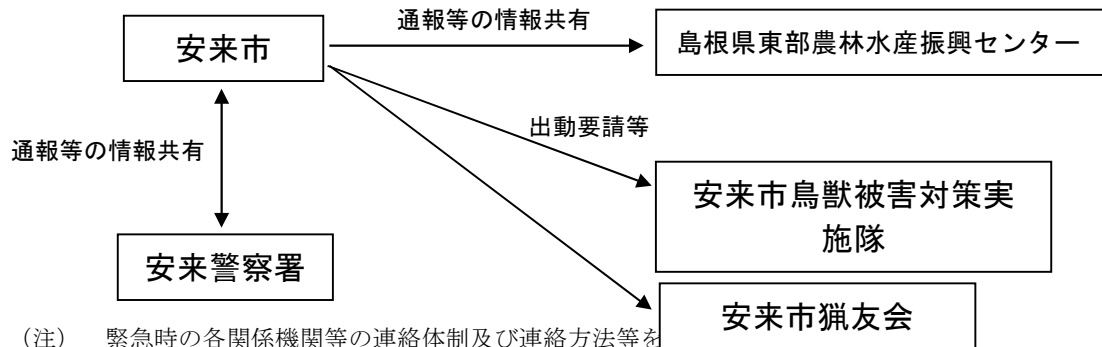 安来市
通報等の情報共有
島根県東部農林水産振興センター
出動要請等
通報等の情報共有
安来市鳥獣被害対策実
施隊
安来警察署
安来市猟友会
（注） 緊急時の各関係機関等の連絡体制及び連絡方法等を